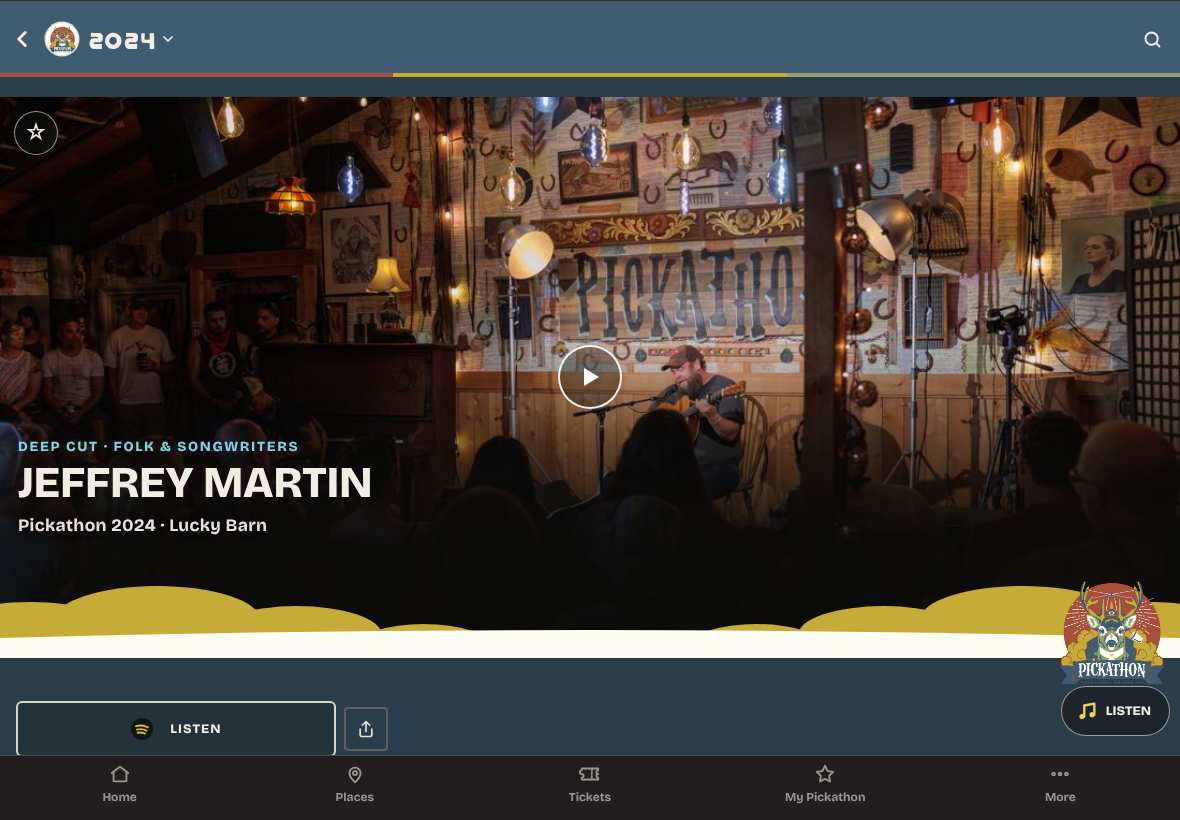 2024
PICKATHO
DEEP CUT · FOLK & SONGWRITERS
JEFFREY MARTIN
Pickathon 2024 · Lucky Barn
PICKATHON
LISTEN
LISTEN
Home
Places
Tickets
My Pickathon
More